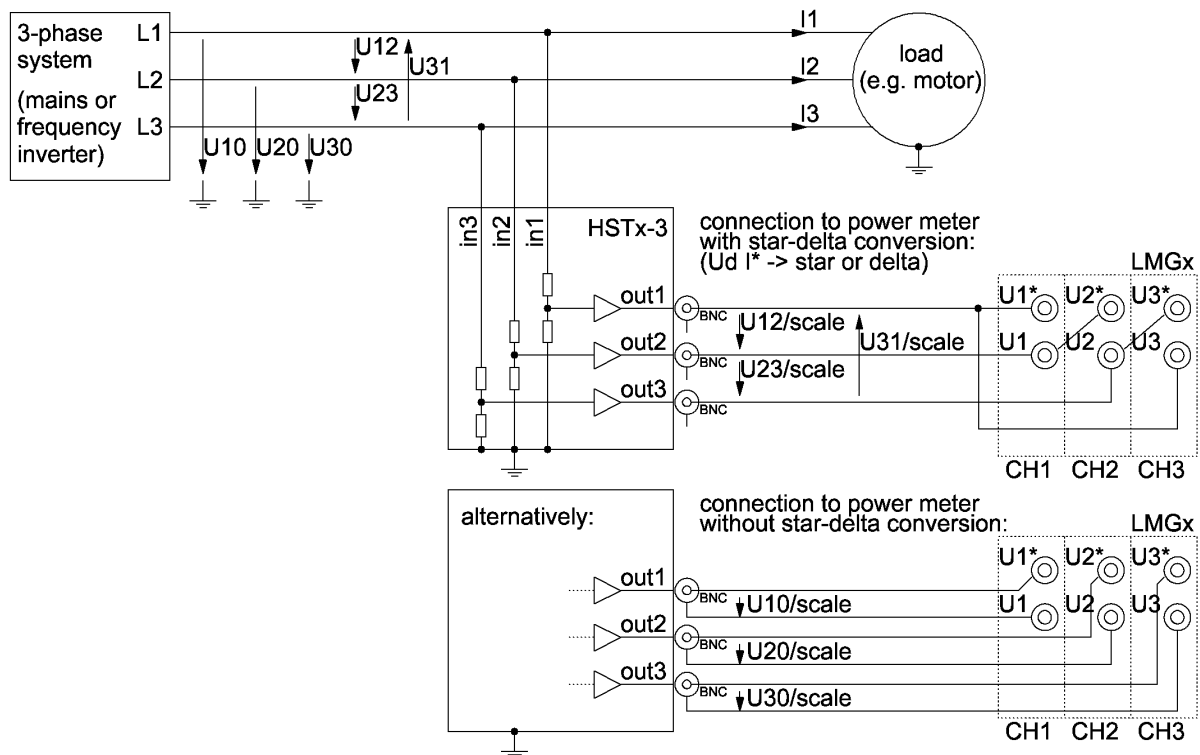 3-phase
system
(mains or
frequency
inverter)
L1
L2
L3
U12
U23
U31
U10
U20
U30
I1
I2
I3
load
(e.g. motor)
in3
in2
in1
HSTx-3
out1
BNC
out2
BNC
out3
BNC
connection to power meter
with star-delta conversion:
(Ud I* -> star or delta)
U12/scale
U23/scale
U31/scale
LMGx
U1*
U2*
U3*
U1
U2
U3
CH1
CH2
CH3
alternatively:
out1
BNC
out2
BNC
out3
BNC
connection to power meter
without star-delta conversion:
U10/scale
U20/scale
U30/scale
LMGx
U1*
U2*
U3*
U1
U2
U3
CH1
CH2
CH3